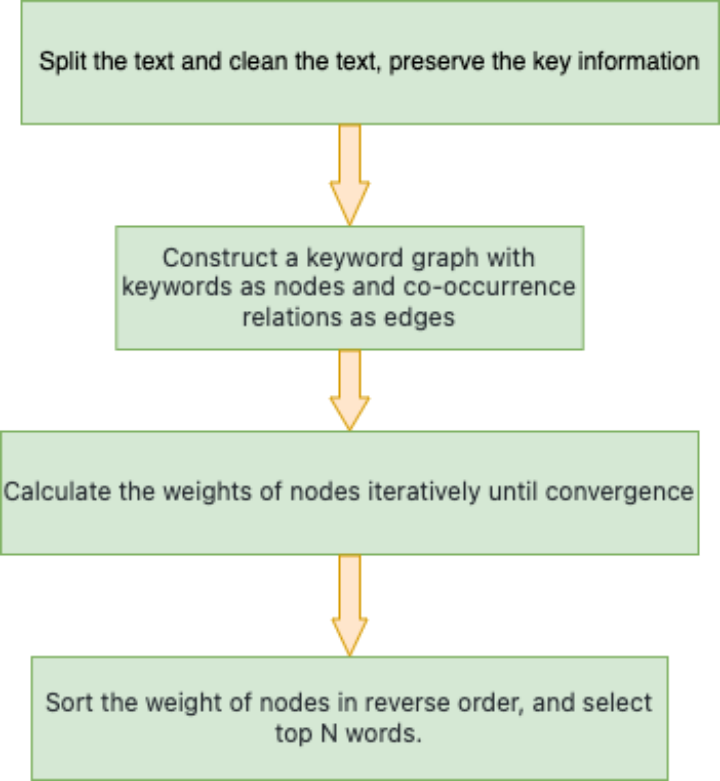 Split the text and clean the text, preserve the key information
Construct a keyword graph with
keywords as nodes and co-occurrence
relations as edges
Calculate the weights of nodes iteratively until convergence
Sort the weight of nodes in reverse order, and select
top N words.